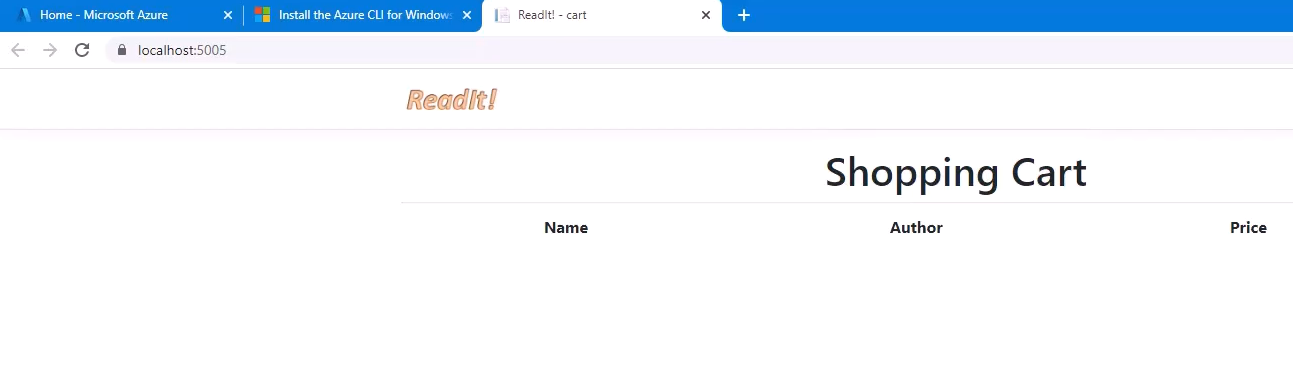 Home - Microsoft Azure
Install the Azure CLI for Windows
ReadIt! - cart
localhost:5005
ReadIt!
Shopping Cart
Name Author Price